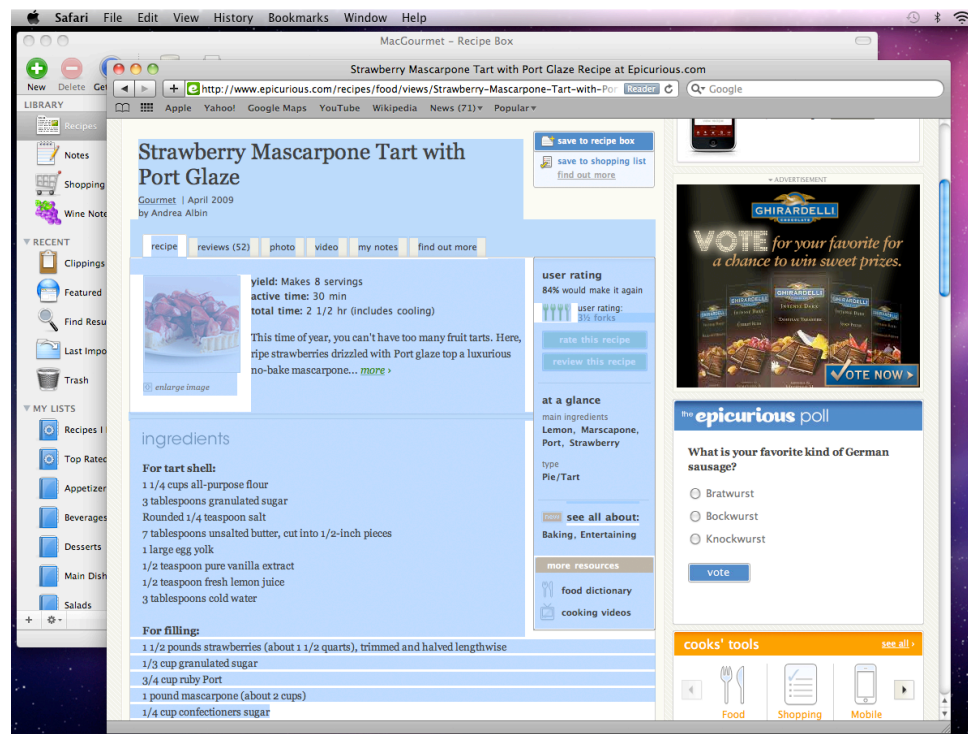 Safari File Edit View History Bookmarks Window Help
MacGourmet – Recipe Box
New Delete
LIBRARY
Recipes
Notes
Shopping
Wine Note
RECENT
Clippings
Featured
Find Resu
Last Impo
Trash
MY LISTS
Recipes I
Top Rated
Appetizer
Beverages
Desserts
Main Dish
Salads
Strawberry Mascarpone Tart with Port Glaze Recipe at Epicurious.com
http://www.epicurious.com/recipes/food/views/Strawberry-Mascarpone-Tart-with-Por Reader
Google
Apple Yahoo! Google Maps YouTube Wikipedia News (71) Popular
Strawberry Mascarpone Tart with
Port Glaze
Gourmet | April 2009
by Andrea Albin
save to recipe box
save to shopping list
find out more
recipe reviews (52) photo video my notes find out more
enlarge image
yield: Makes 8 servings
active time: 30 min
total time: 2 1/2 hr (includes cooling)
This time of year, you can't have too many fruit tarts. Here,
ripe strawberries drizzled with Port glaze top a luxurious
no-bake mascarpone... more ›
ingredients
For tart shell:
1 1/4 cups all-purpose flour
3 tablespoons granulated sugar
Rounded 1/4 teaspoon salt
7 tablespoons unsalted butter, cut into 1/2-inch pieces
1 large egg yolk
1/2 teaspoon pure vanilla extract
1/2 teaspoon fresh lemon juice
3 tablespoons cold water
For filling:
1 1/2 pounds strawberries (about 1 1/2 quarts), trimmed and halved lengthwise
1/3 cup granulated sugar
3/4 cup ruby Port
1 pound mascarpone (about 2 cups)
1/4 cup confectioners sugar
user rating
84% would make it again
user rating:
3½ forks
rate this recipe
review this recipe
at a glance
main ingredients
Lemon, Marscapone,
Port, Strawberry
type
Pie/Tart
see all about:
Baking, Entertaining
more resources
food dictionary
cooking videos
ADVERTISEMENT
GHIRARDELLI
CHOCOLATE
VOTE for your favorite for
a chance to win sweet prizes.
GHIRARDELLI
INTENSE DARK
VOTE NOW >
the epicurious poll
What is your favorite kind of German
sausage?
Bratwurst
Bockwurst
Knockwurst
vote
cooks' tools see all ›
Food Shopping Mobile